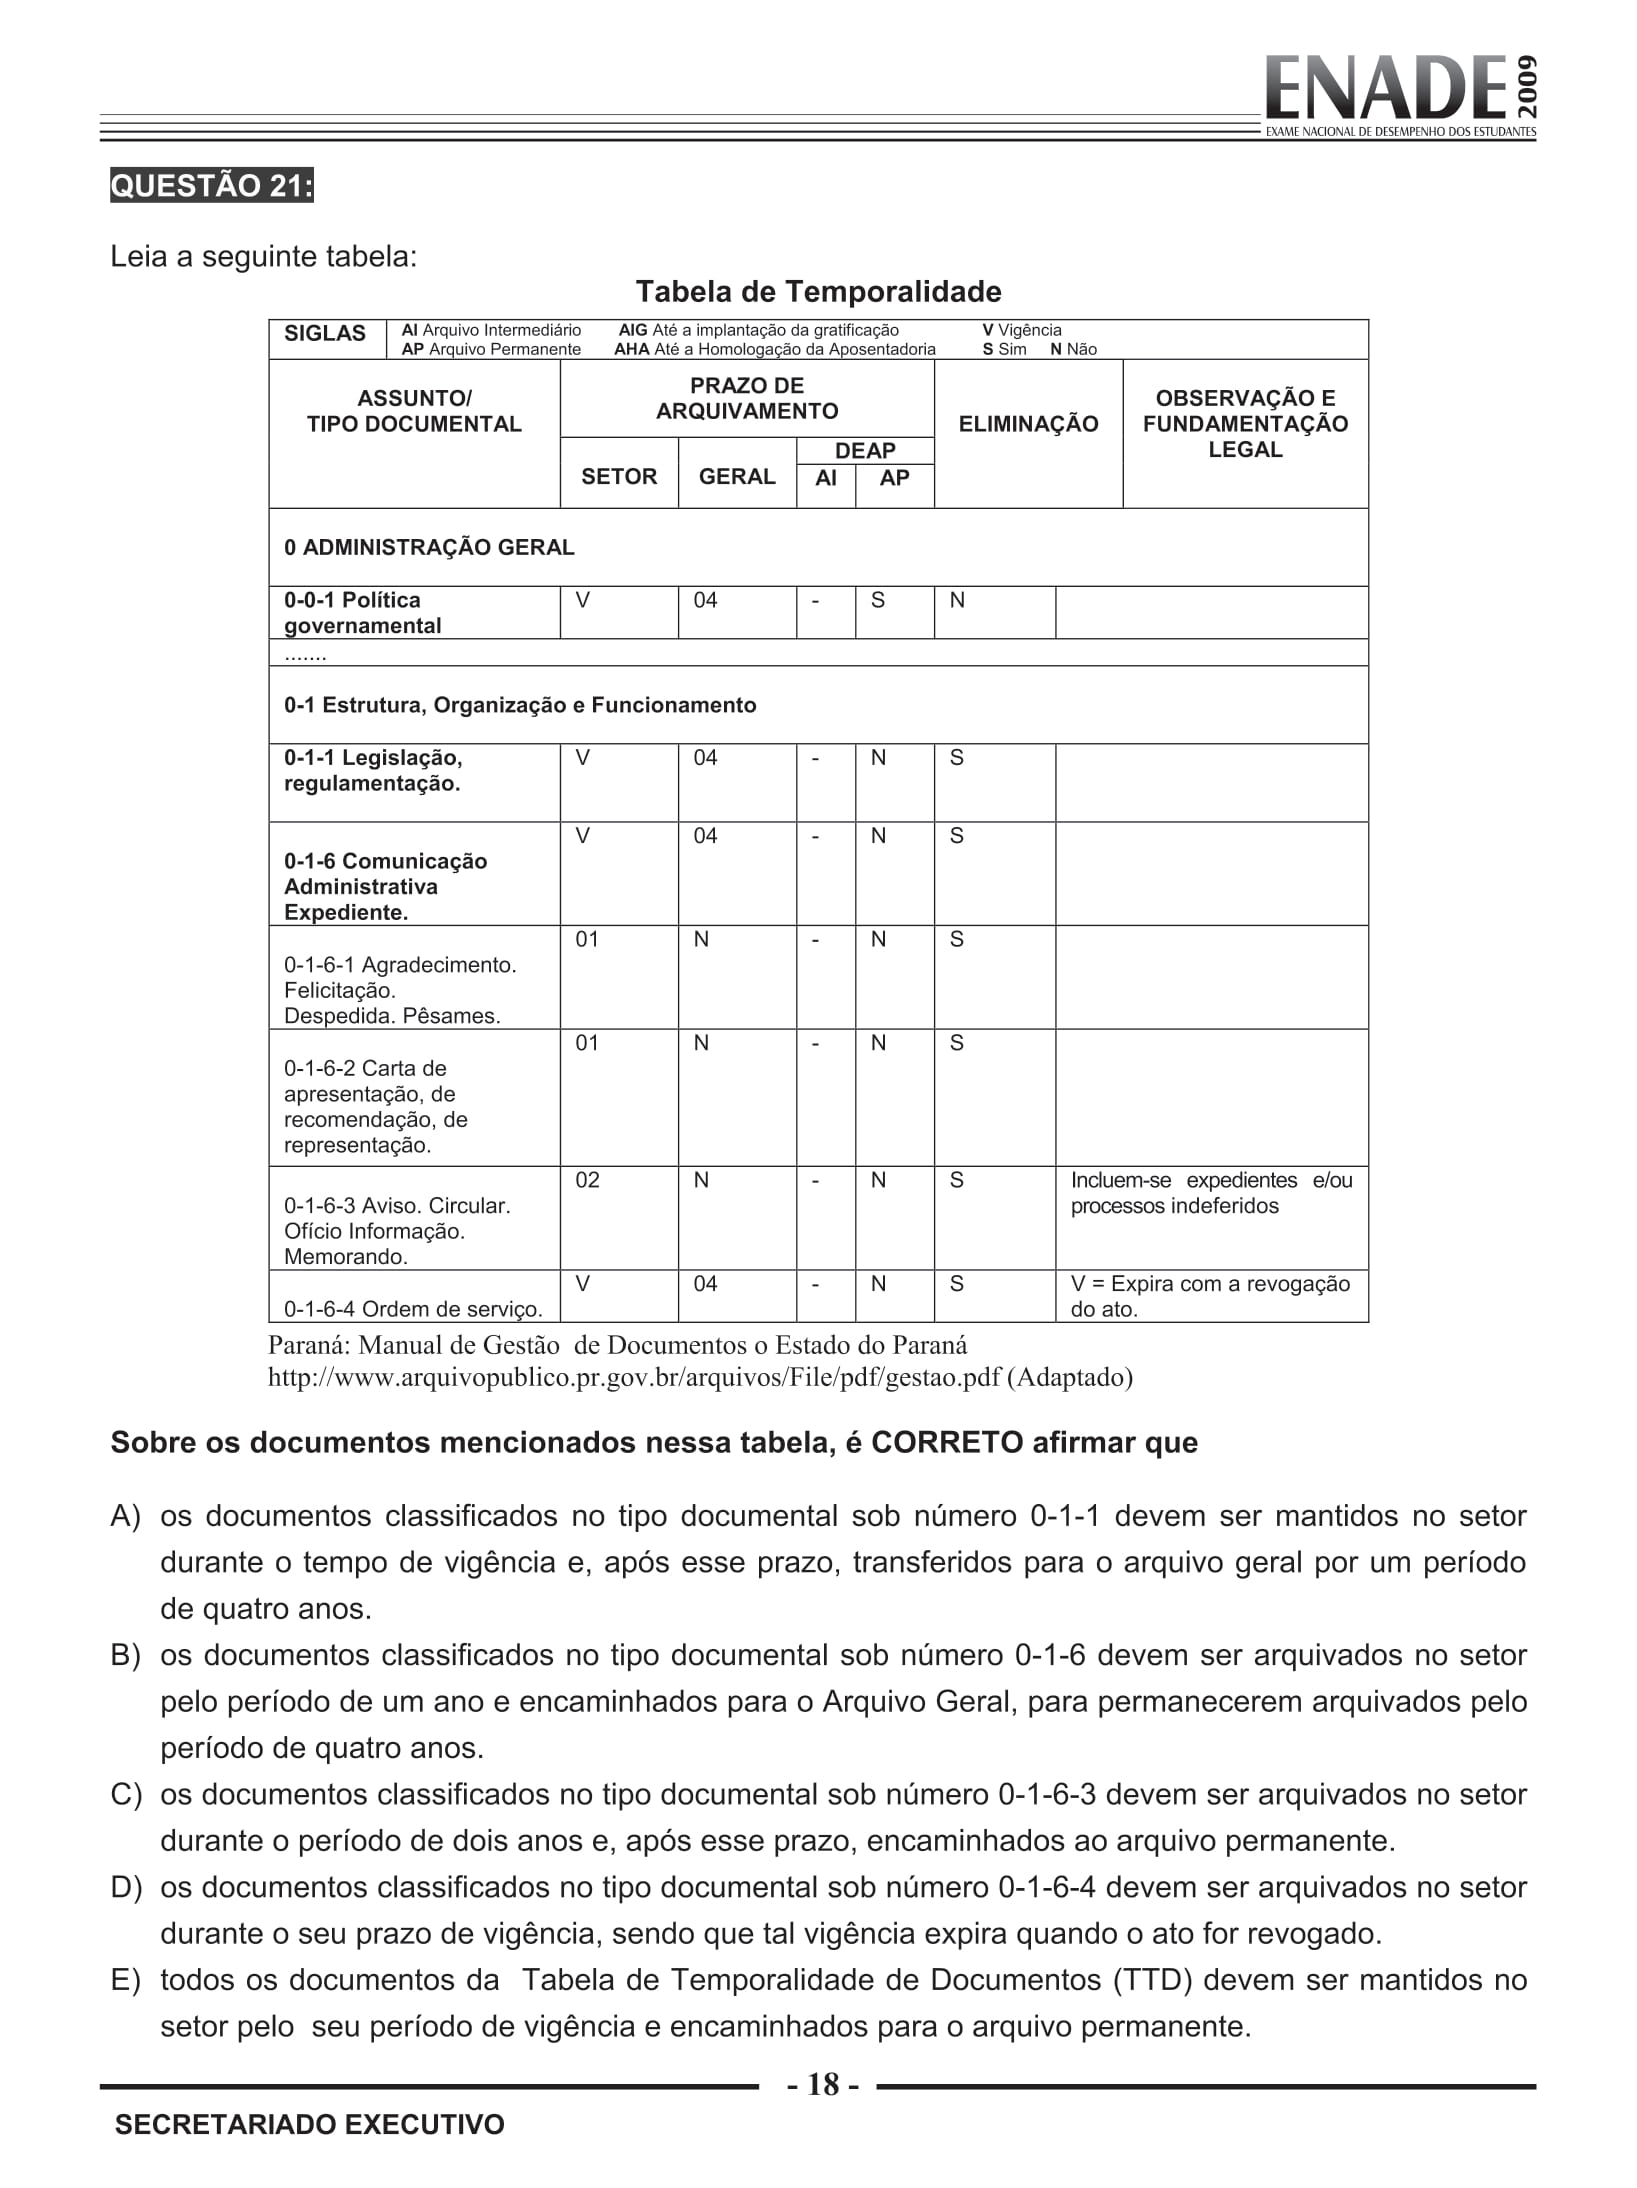 ENADE 2009
EXAME NACIONAL DE DESEMPENHO DOS ESTUDANTES
QUESTÃO 21:
Leia a seguinte tabela:
Tabela de Temporalidade
SIGLAS AI Arquivo Intermediário AIG Até a implantação da gratificação V Vigência
AP Arquivo Permanente AHA Até a Homologação da Aposentadoria S Sim N Não
ASSUNTO/
TIPO DOCUMENTAL
PRAZO DE
ARQUIVAMENTO
SETOR GERAL
DEAP
AI AP
ELIMINAÇÃO
OBSERVAÇÃO E
FUNDAMENTAÇÃO
LEGAL
0 ADMINISTRAÇÃO GERAL
0-0-1 Política V 04 - S N
governamental
.......
0-1 Estrutura, Organização e Funcionamento
0-1-1 Legislação, V 04 - N S
regulamentação.
V 04 - N S
0-1-6 Comunicação
Administrativa
Expediente.
01 N - N S
0-1-6-1 Agradecimento.
Felicitação.
Despedida. Pêsames.
01 N - N S
0-1-6-2 Carta de
apresentação, de
recomendação, de
representação.
02 N - N S Incluem-se expedientes e/ou
0-1-6-3 Aviso. Circular. processos indeferidos
Ofício Informação.
Memorando.
V 04 - N S V = Expira com a revogação
0-1-6-4 Ordem de serviço. do ato.
Paraná: Manual de Gestão de Documentos o Estado do Paraná
http://www.arquivopublico.pr.gov.br/arquivos/File/pdf/gestao.pdf (Adaptado)
Sobre os documentos mencionados nessa tabela, é CORRETO afirmar que
A) os documentos classificados no tipo documental sob número 0-1-1 devem ser mantidos no setor
durante o tempo de vigência e, após esse prazo, transferidos para o arquivo geral por um período
de quatro anos.
B) os documentos classificados no tipo documental sob número 0-1-6 devem ser arquivados no setor
pelo período de um ano e encaminhados para o Arquivo Geral, para permanecerem arquivados pelo
período de quatro anos.
C) os documentos classificados no tipo documental sob número 0-1-6-3 devem ser arquivados no setor
durante o período de dois anos e, após esse prazo, encaminhados ao arquivo permanente.
D) os documentos classificados no tipo documental sob número 0-1-6-4 devem ser arquivados no setor
durante o seu prazo de vigência, sendo que tal vigência expira quando o ato for revogado.
E) todos os documentos da Tabela de Temporalidade de Documentos (TTD) devem ser mantidos no
setor pelo seu período de vigência e encaminhados para o arquivo permanente.
- 18 -
SECRETARIADO EXECUTIVO